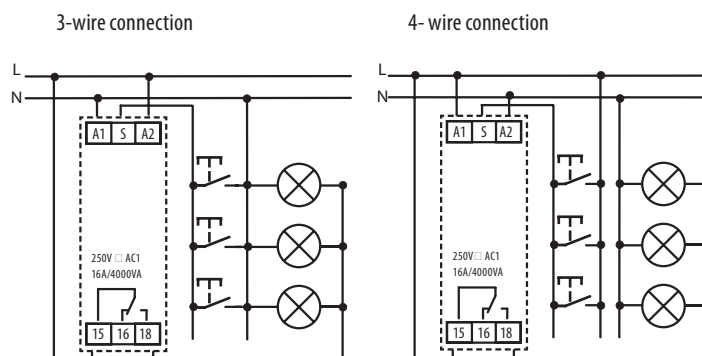 3-wire connection
L
N
A1 S A2
250V □ AC1
16A/4000VA
15 16 18
4- wire connection
L
N
A1 S A2
250V □ AC1
16A/4000VA
15 16 18